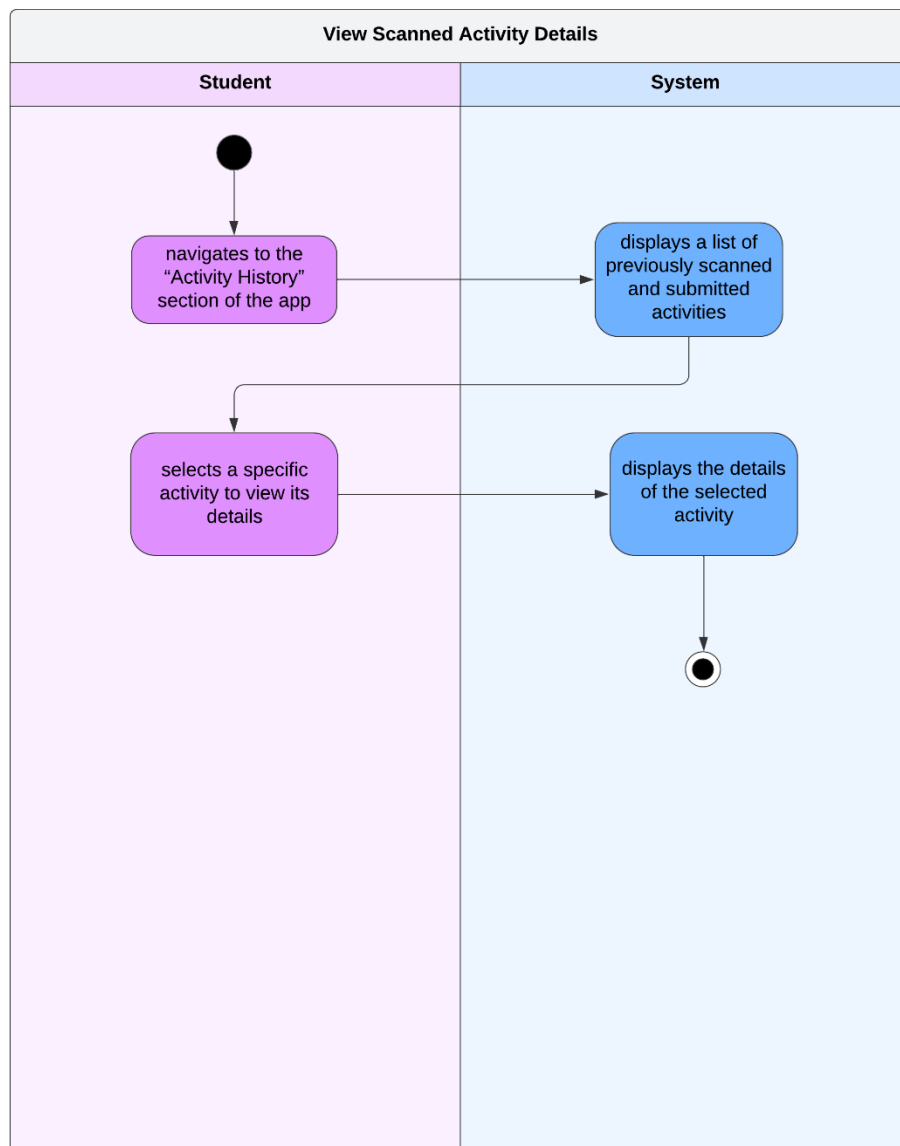 View Scanned Activity Details
Student
System
navigates to the
“Activity History”
section of the app
displays a list of
previously scanned
and submitted
activities
selects a specific
activity to view its
details
displays the details
of the selected
activity